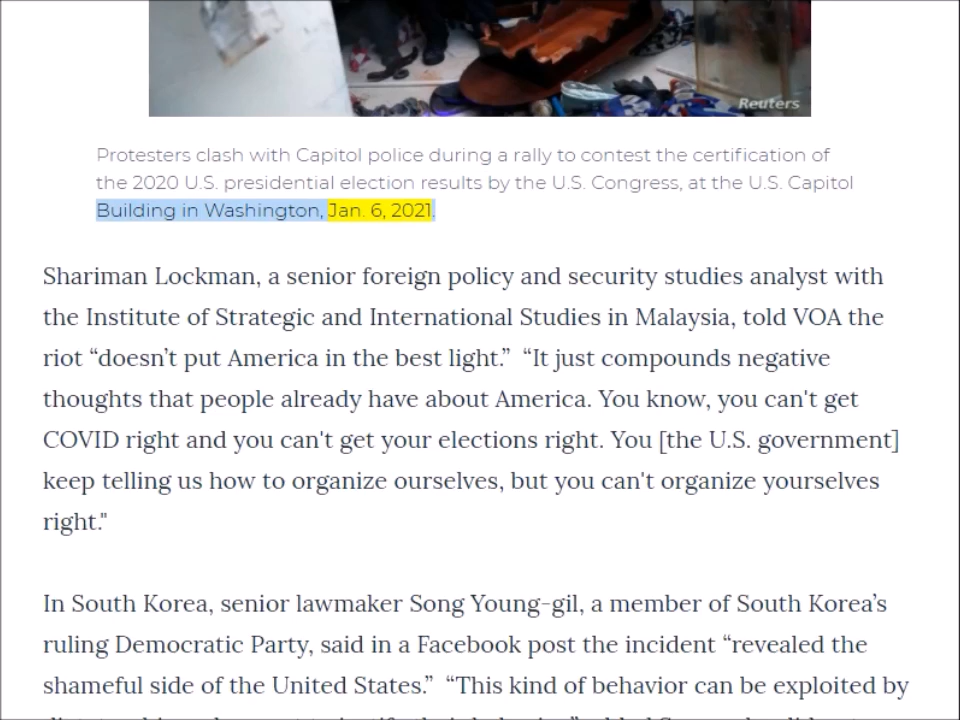 Reuters
Protesters clash with Capitol police during a rally to contest the certification of
the 2020 U.S. presidential election results by the U.S. Congress, at the U.S. Capitol
Building in Washington, Jan. 6, 2021.
Shariman Lockman, a senior foreign policy and security studies analyst with
the Institute of Strategic and International Studies in Malaysia, told VOA the
riot “doesn’t put America in the best light.”  “It just compounds negative
thoughts that people already have about America. You know, you can't get
COVID right and you can't get your elections right. You [the U.S. government]
keep telling us how to organize ourselves, but you can't organize yourselves
right."
In South Korea, senior lawmaker Song Young-gil, a member of South Korea’s
ruling Democratic Party, said in a Facebook post the incident “revealed the
shameful side of the United States.”  “This kind of behavior can be exploited by